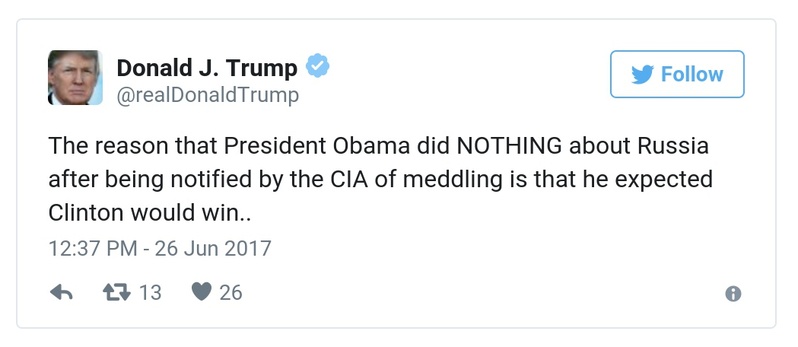 Donald J. Trump
@realDonaldTrump
Follow
The reason that President Obama did NOTHING about Russia
after being notified by the CIA of meddling is that he expected
Clinton would win..
12:37 PM - 26 Jun 2017
13 26